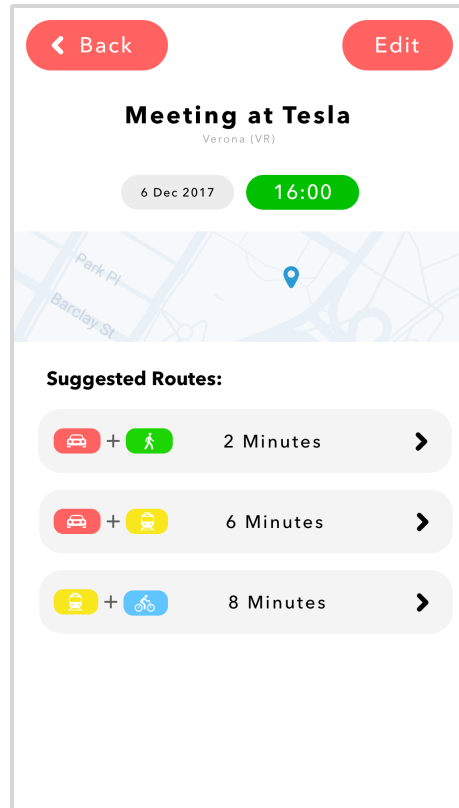 Back
Edit
Meeting at Tesla
Verona (VR)
6 Dec 2017
16:00
Park Pl
Barclay St
Suggested Routes:
+ 2 Minutes
+ 6 Minutes
+ 8 Minutes